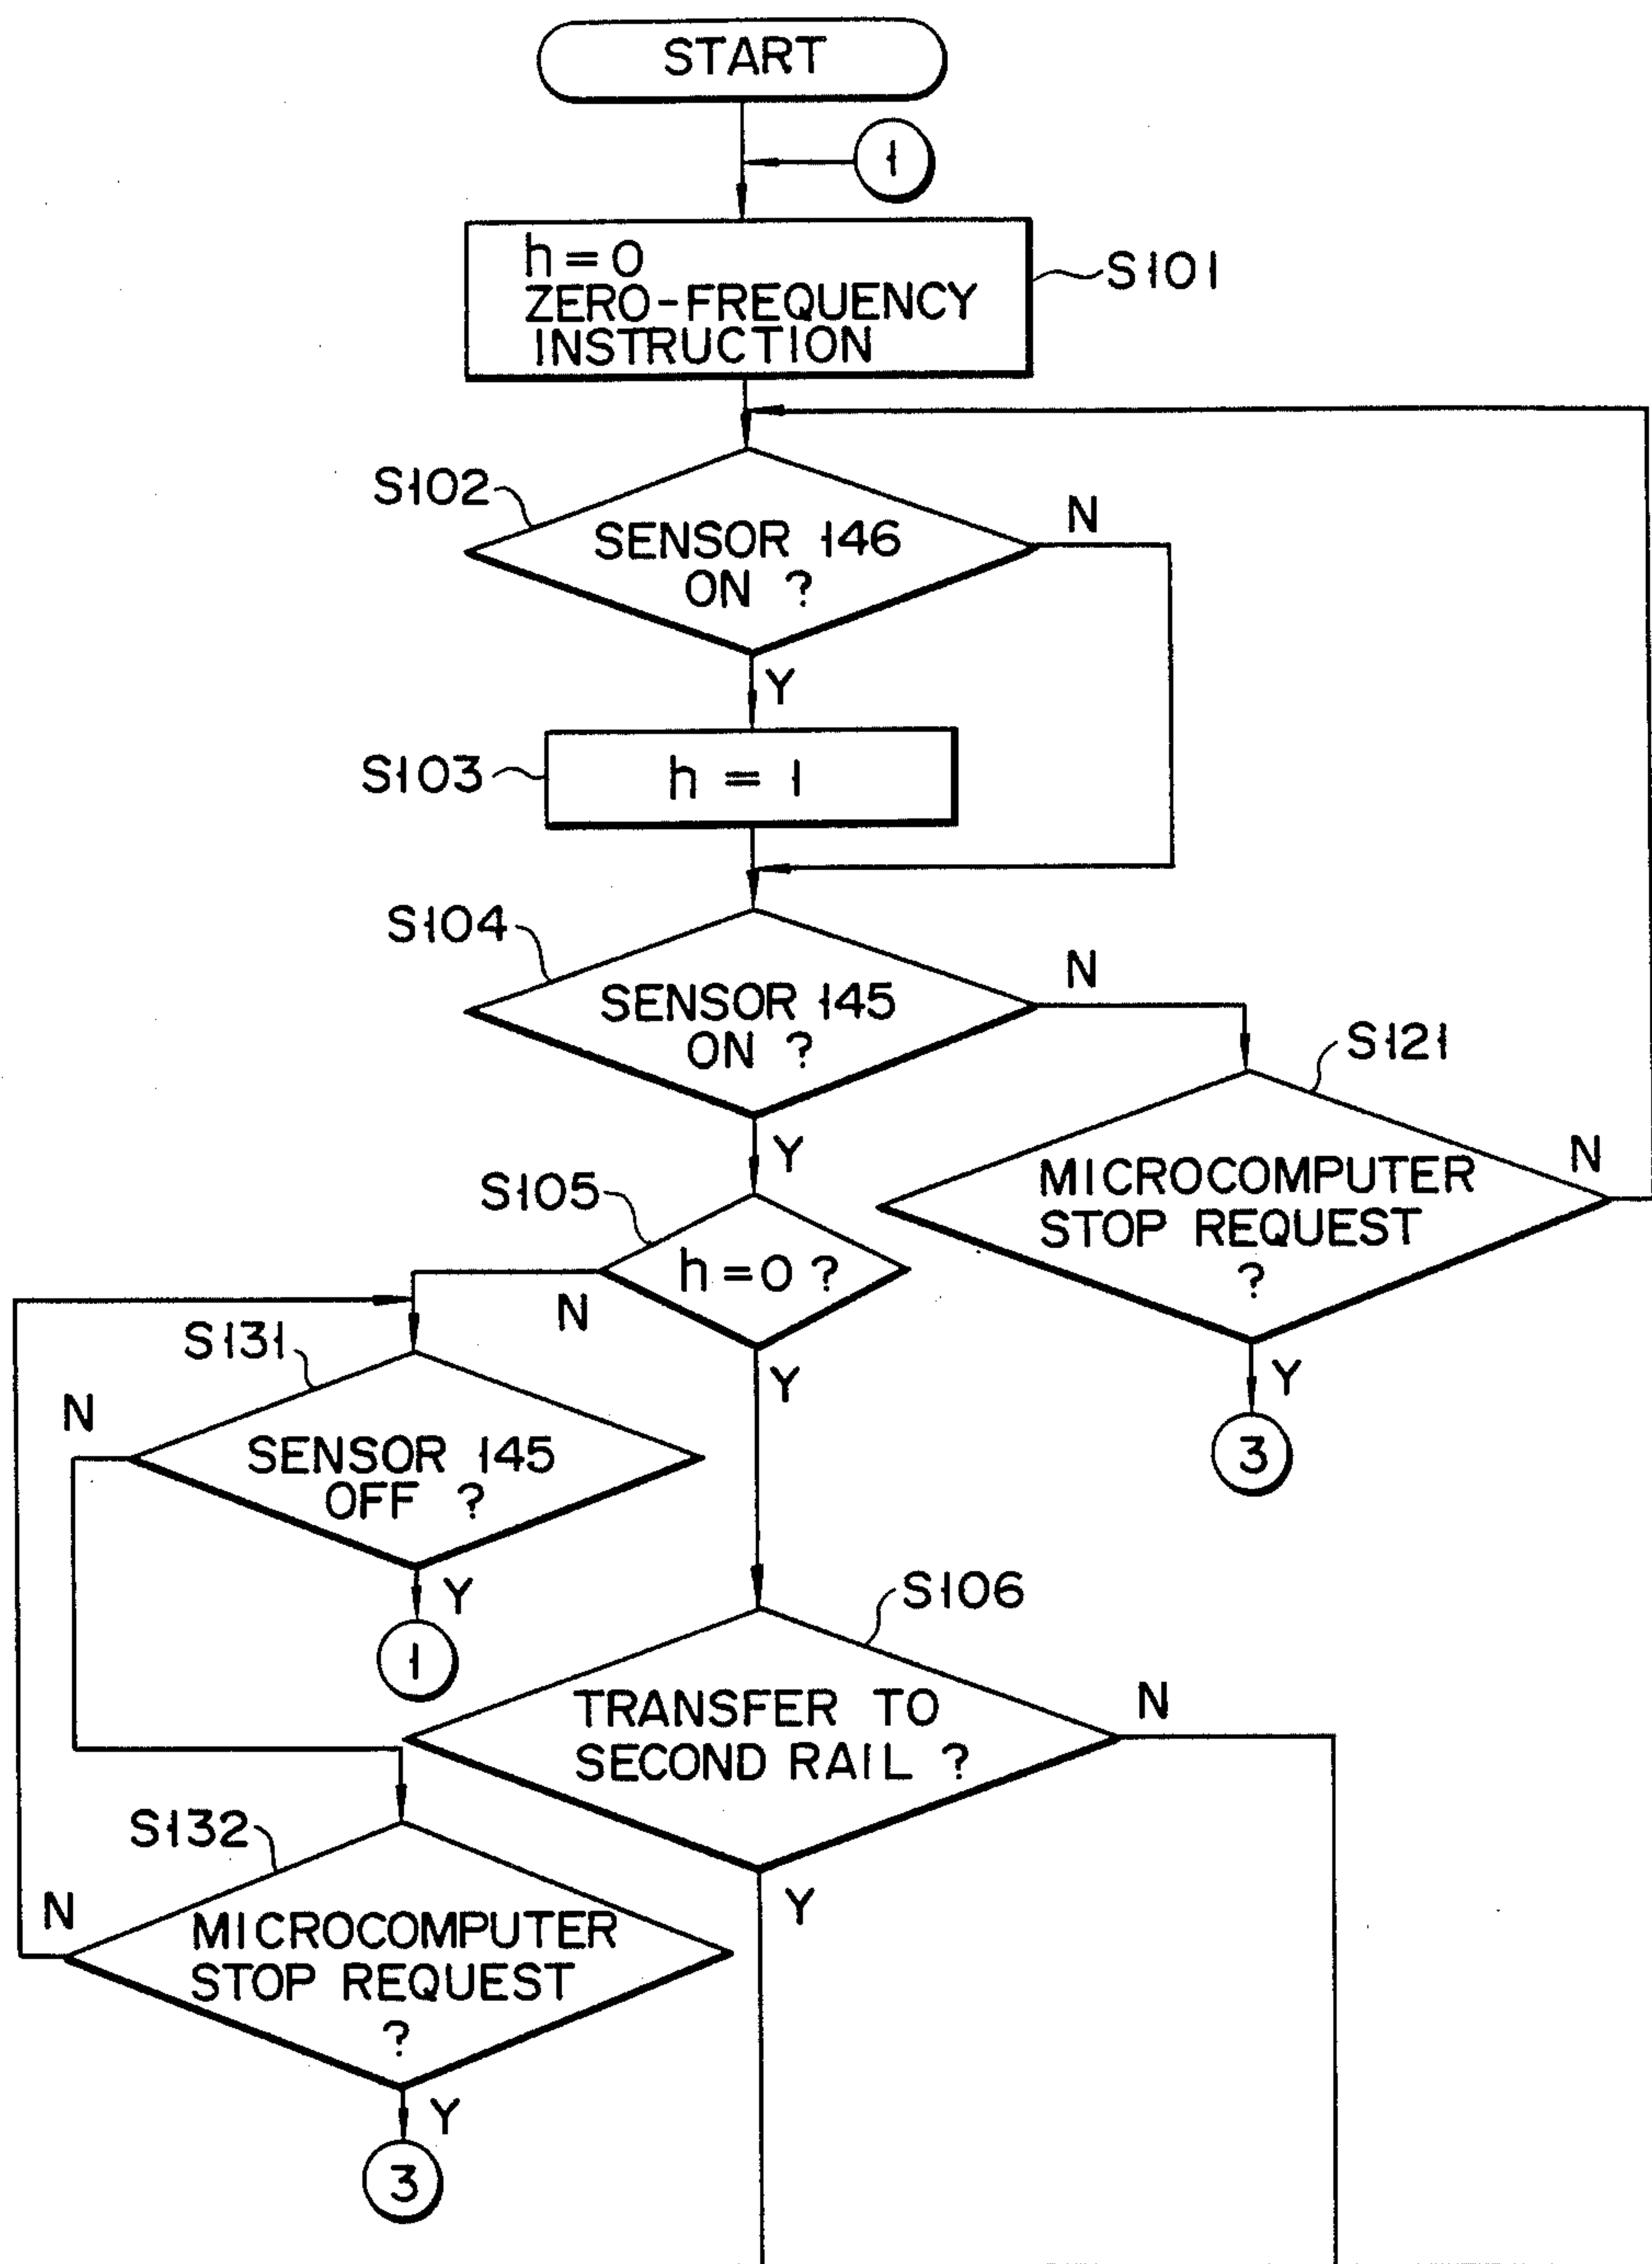 START
1
h = 0
ZERO-FREQUENCY
INSTRUCTION
S101
S102
SENSOR 146
ON ?
N
Y
S103
h = 1
S104
SENSOR 145
ON ?
N
Y
S121
MICROCOMPUTER
STOP REQUEST
?
N
Y
3
S105
h = 0 ?
N
Y
S131
SENSOR 145
OFF ?
N
Y
1
S106
TRANSFER TO
SECOND RAIL ?
N
Y
S132
MICROCOMPUTER
STOP REQUEST
?
N
Y
3